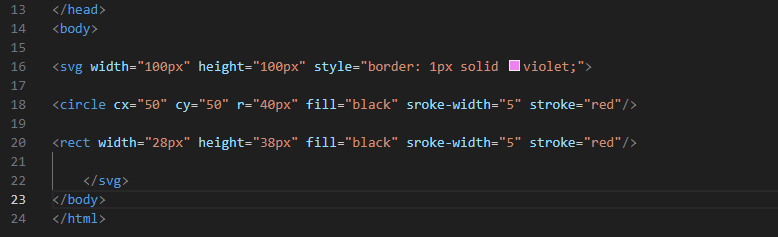 13 </head>
14 <body>
15
16 <svg width="100px" height="100px" style="border: 1px solid violet;">
17
18 <circle cx="50" cy="50" r="40px" fill="black" sroke-width="5" stroke="red"/>
19
20 <rect width="28px" height="38px" fill="black" sroke-width="5" stroke="red"/>
21
22 </svg>
23 </body>
24 </html>